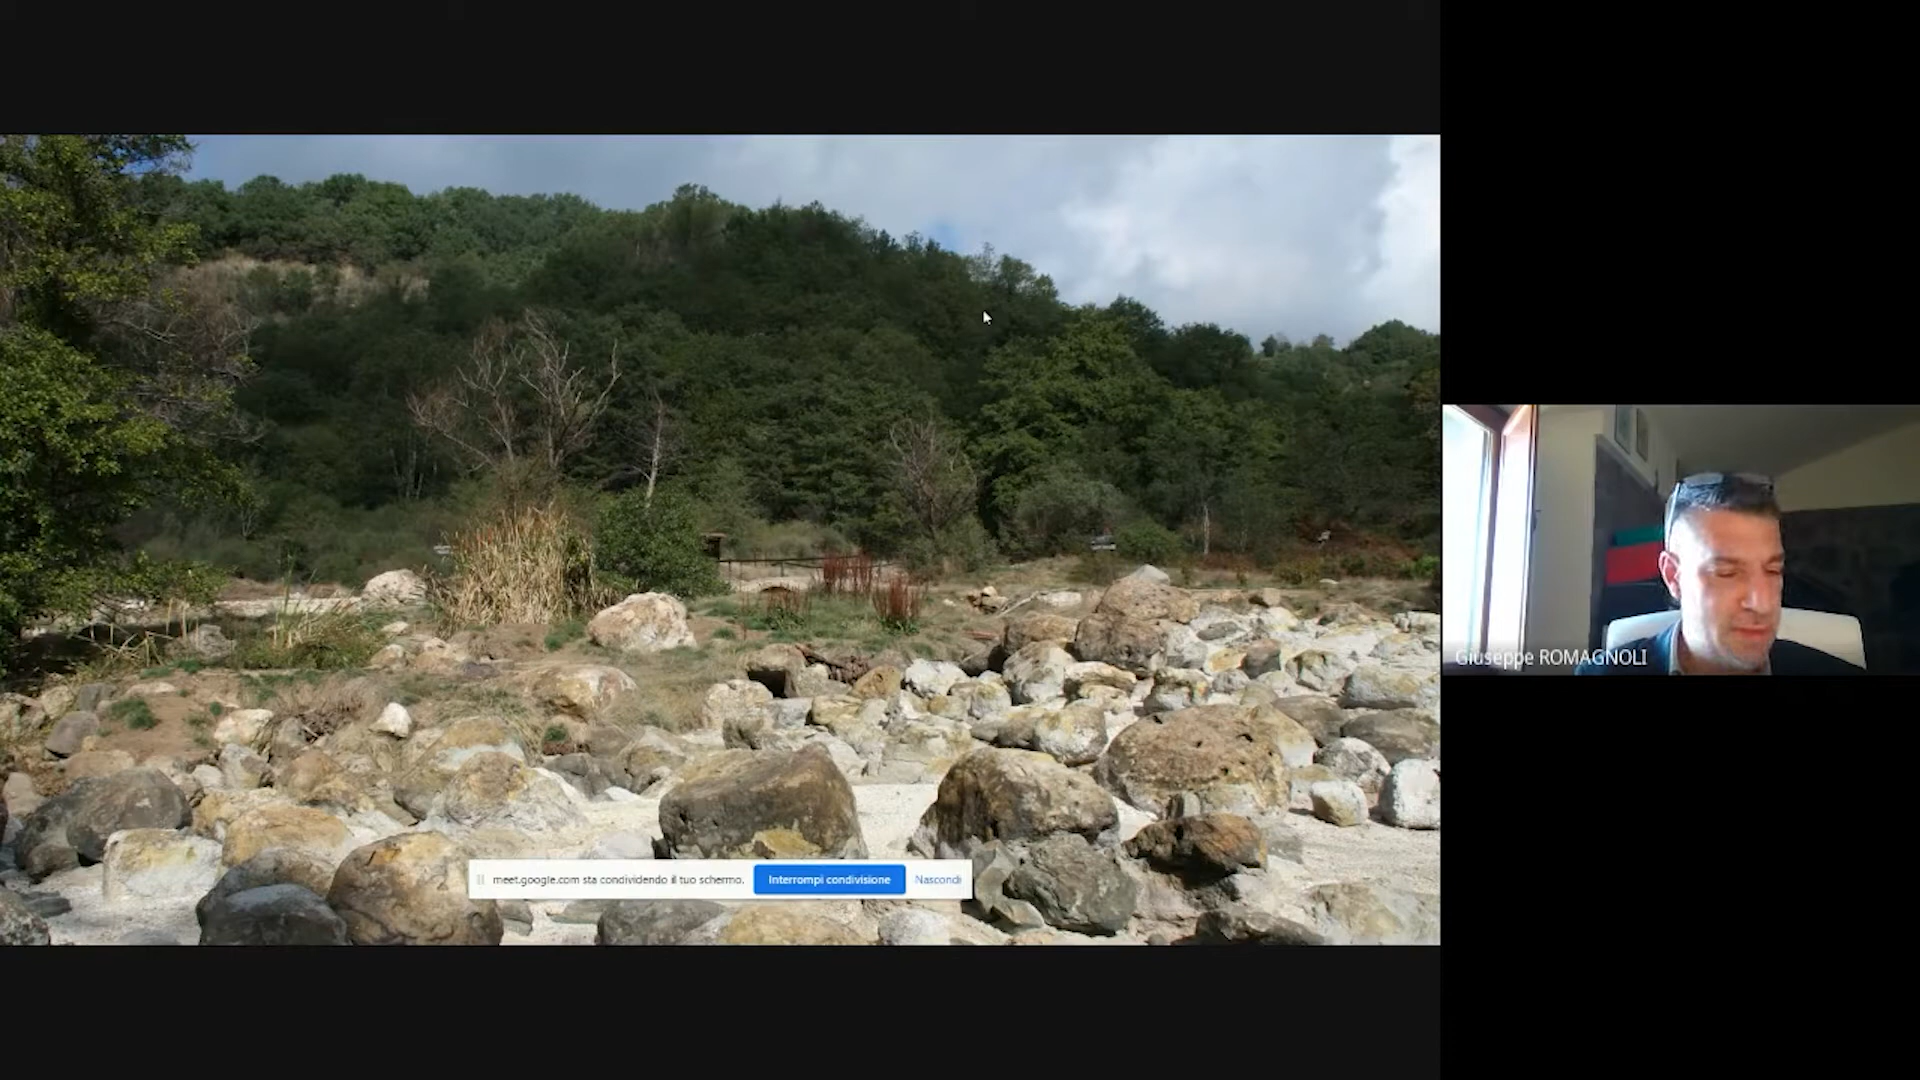 meet.google.com sta condividendo il tuo schermo.
Interrompi condivisione
Nascondi
Giuseppe ROMAGNOLI